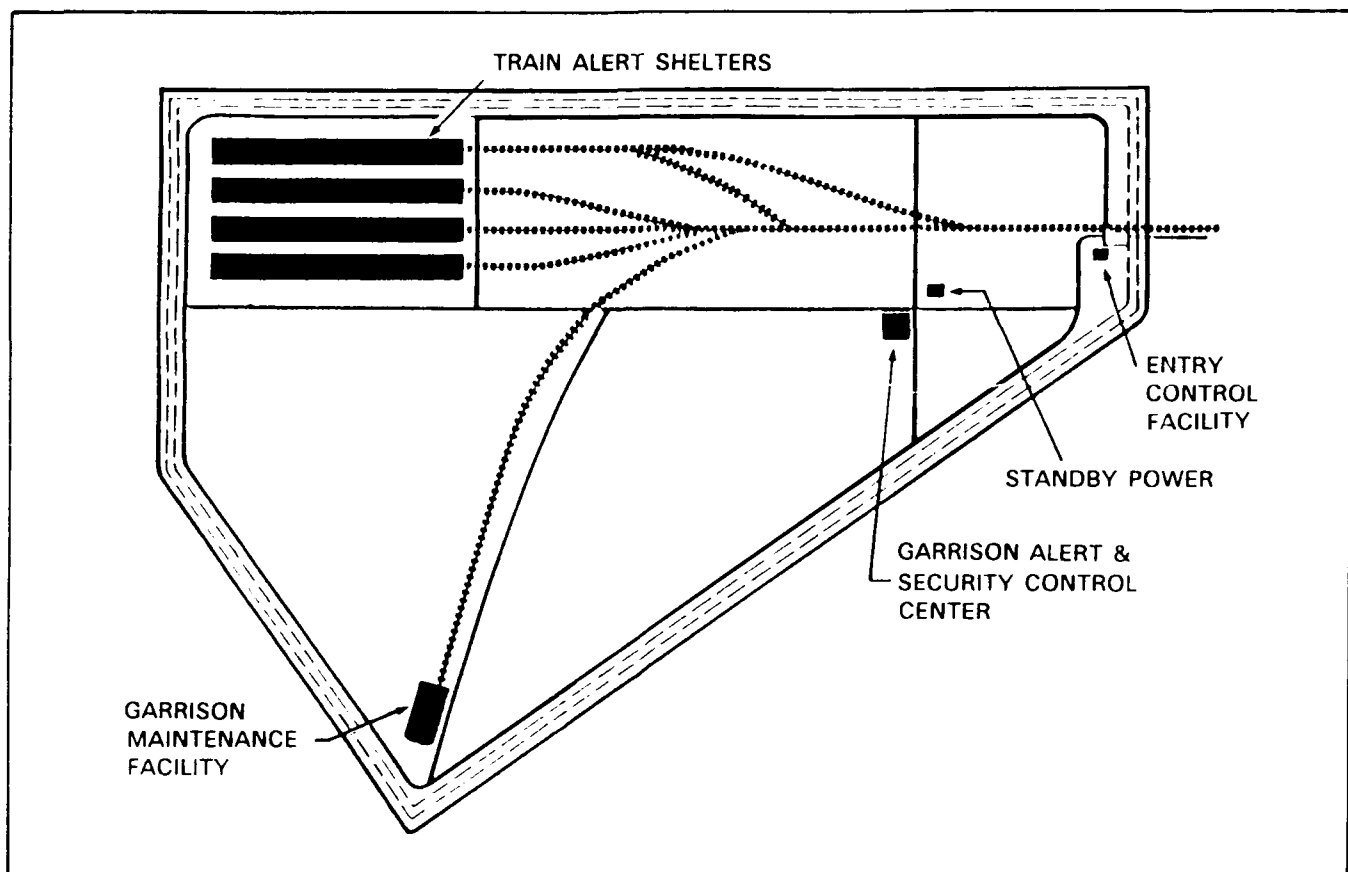 TRAIN ALERT SHELTERS
ENTRY
CONTROL
FACILITY
STANDBY POWER
GARRISON ALERT &
SECURITY CONTROL
CENTER
GARRISON
MAINTENANCE
FACILITY